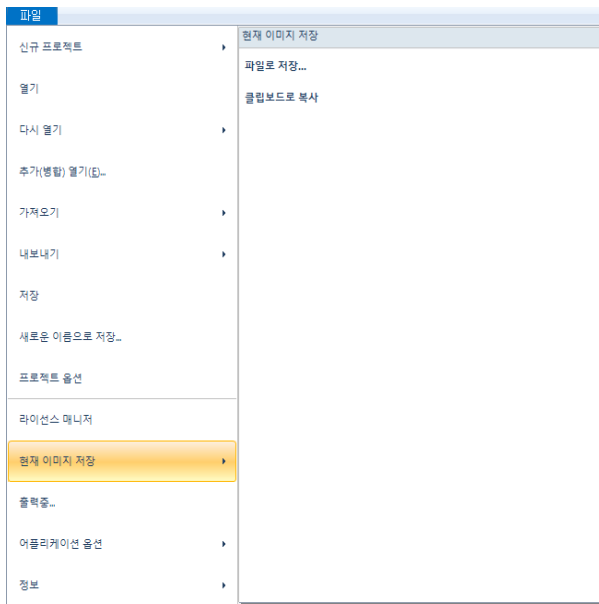 파일
신규 프로젝트
열기
다시 열기
추가(병합) 열기(E)...
가져오기
내보내기
저장
새로운 이름으로 저장...
프로젝트 옵션
라이선스 매니저
현재 이미지 저장
출력중...
어플리케이션 옵션
정보
현재 이미지 저장
파일로 저장...
클립보드로 복사